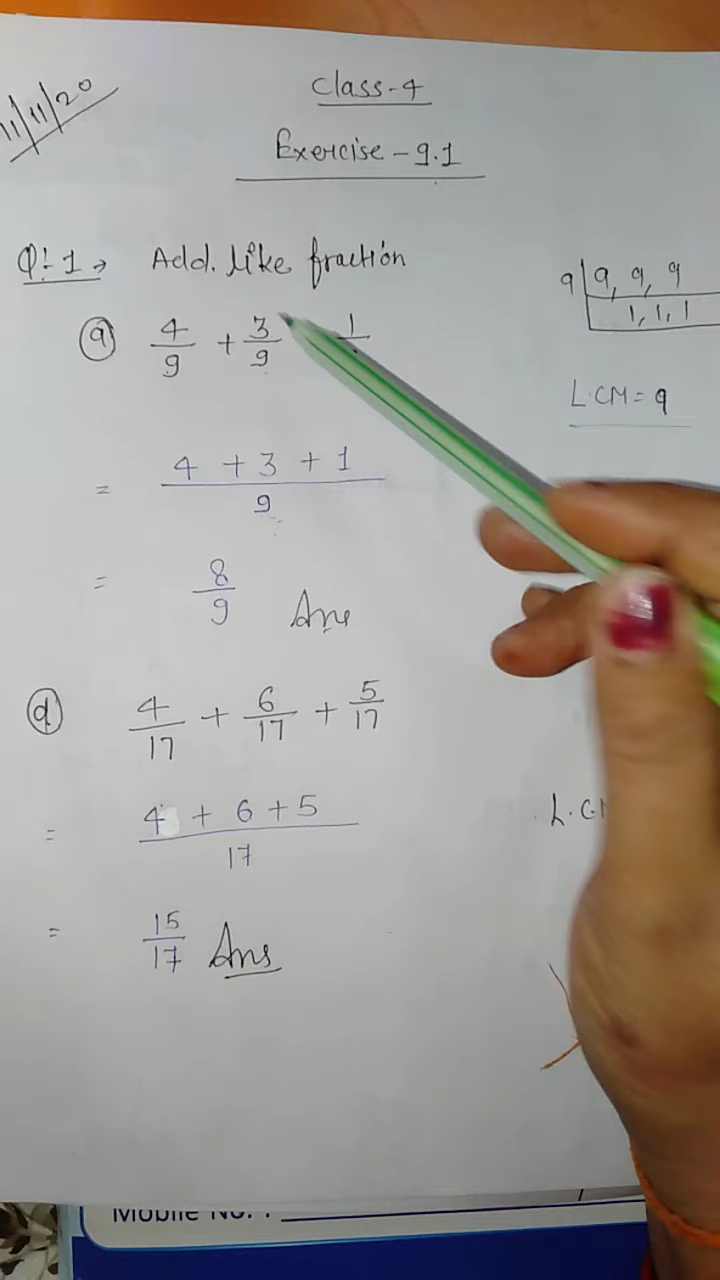 11/11/20
Class-4
Exercise - 9.1
Q:-1→ Add. like fraction
(a) 4/9 + 3/9 1
= 4 + 3 + 1 / 9
= 8/9 Ans
(d) 4/17 + 6/17 + 5/17
= 4 + 6 + 5 / 17
= 15/17 Ans
9 | 9, 9, 9
1, 1, 1
L.CM = 9
L.C
Mobile No. :